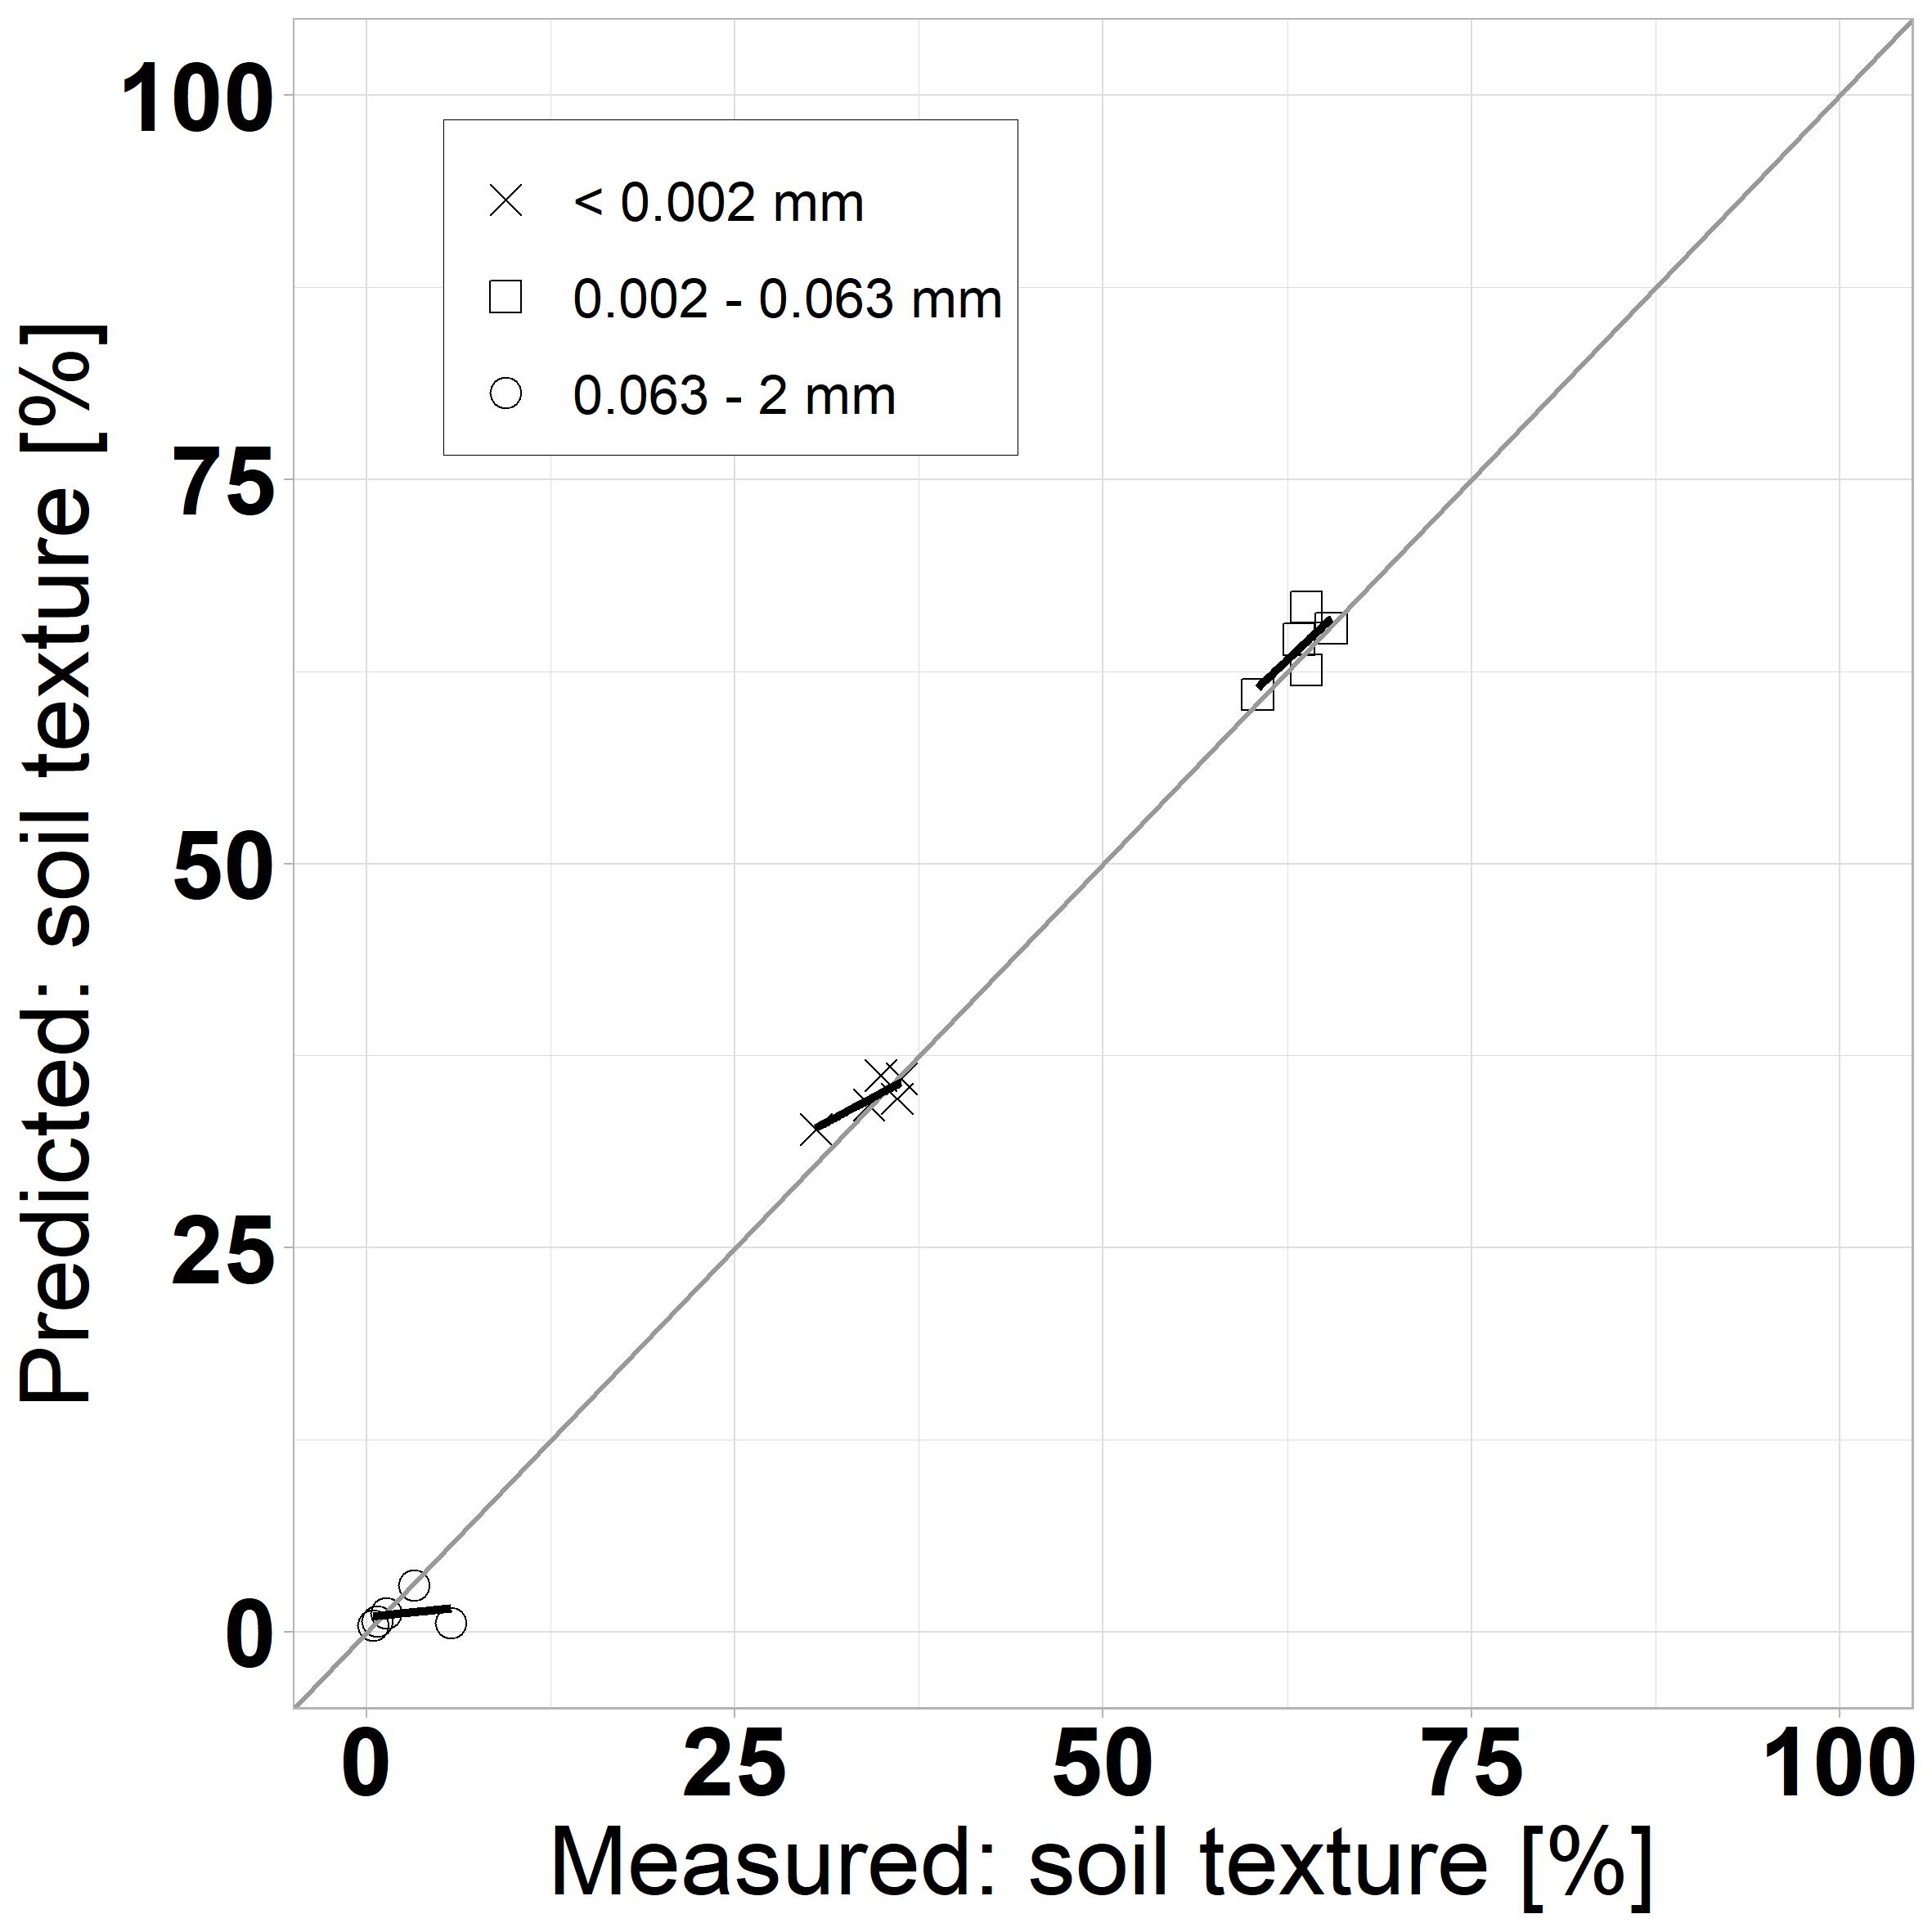 100
75
50
25
0
Predicted: soil texture [%]
< 0.002 mm
0.002 - 0.063 mm
0.063 - 2 mm
0 25 50 75 100
Measured: soil texture [%]